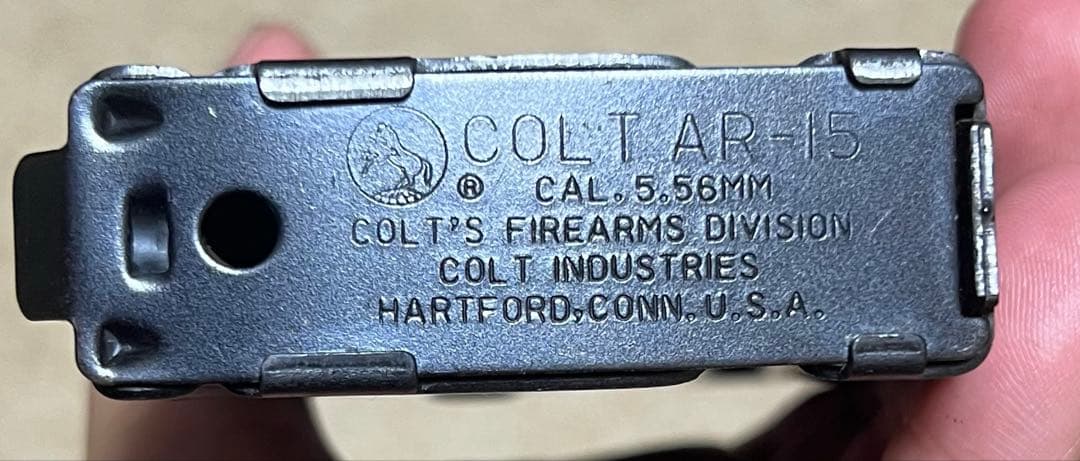 COLT AR-15
® CAL. 5.56MM
COLT'S FIREARMS DIVISION
COLT INDUSTRIES
HARTFORD, CONN. U.S.A.